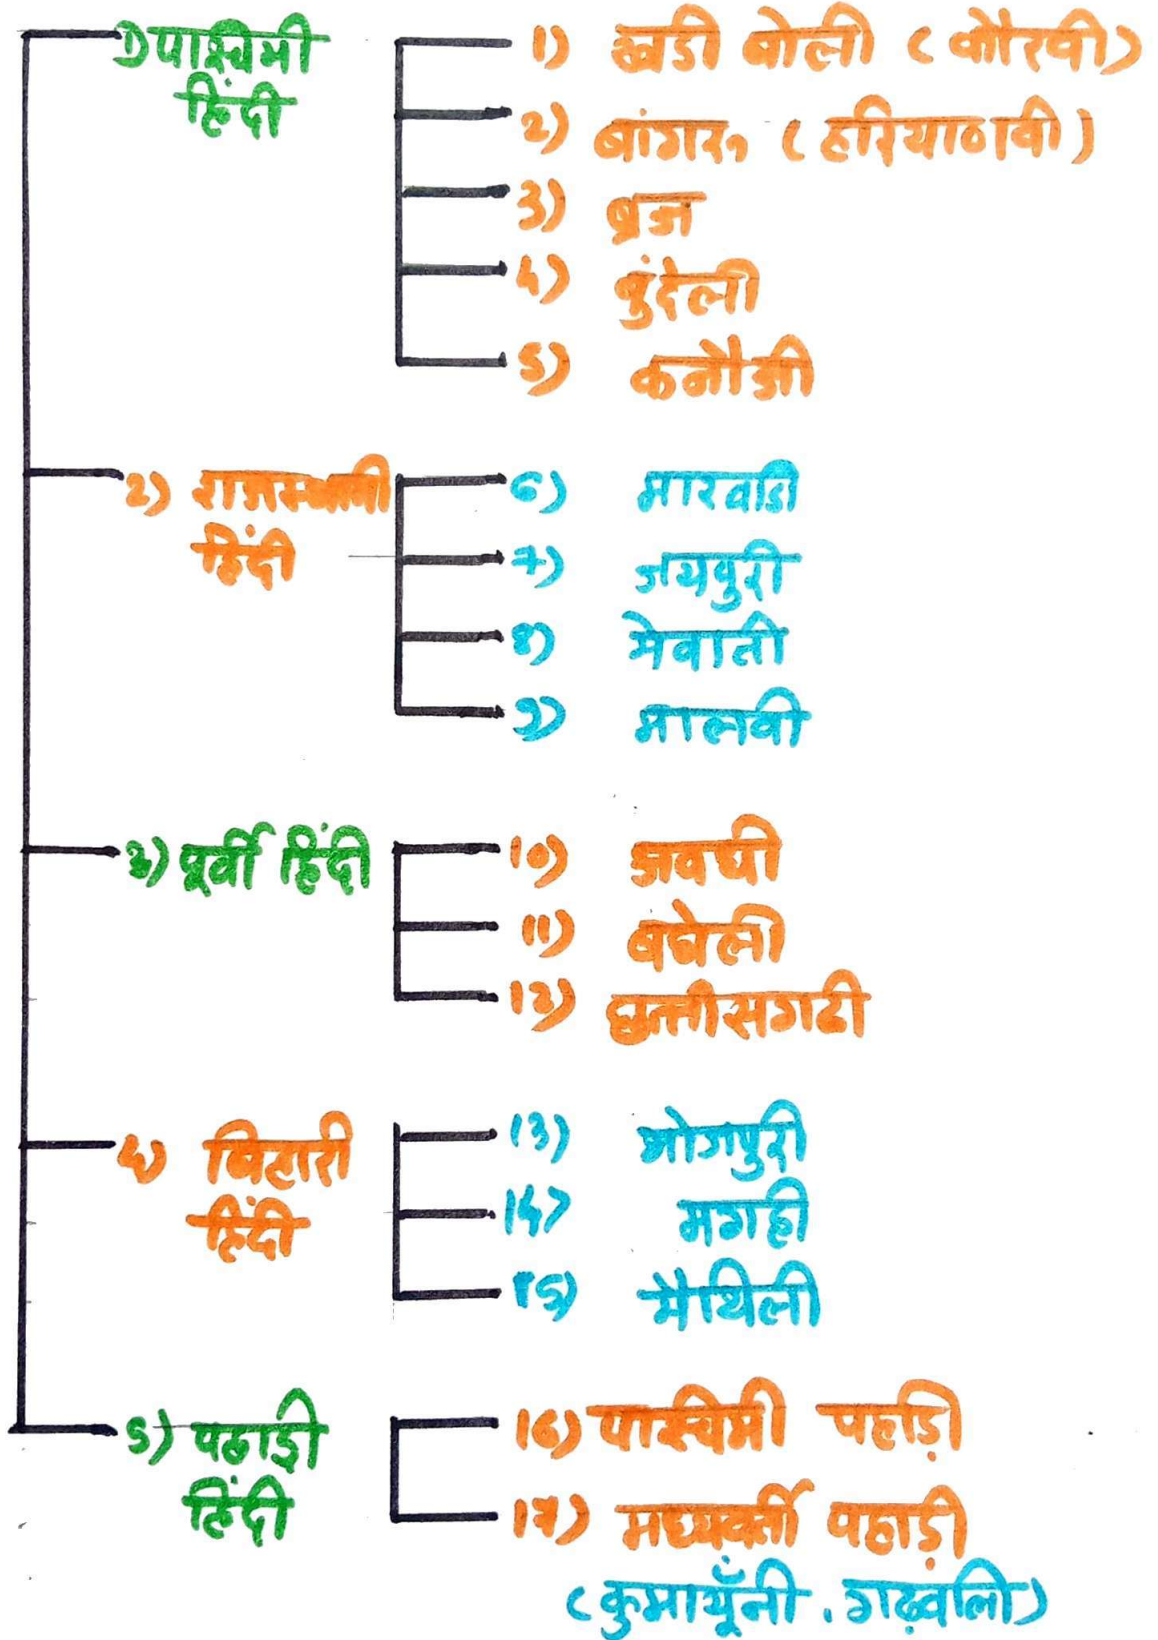 1) पाश्चिमी
हिंदी
1) खडी बोली (कौरवी)
2) बांगरू (हरियाणवी)
3) ब्रज
4) बुंदेली
5) कनौजी
2) राजस्थानी
हिंदी
6) मारवाडी
7) जयपुरी
8) मेवाती
9) मालवी
3) पूर्वी हिंदी
10) अवधी
11) बघेली
12) छत्तीसगढी
4) बिहारी
हिंदी
13) भोजपुरी
14) मगही
15) मैथिली
5) पहाड़ी
हिंदी
16) पाश्चिमी पहाड़ी
17) मध्यवर्ती पहाड़ी
(कुमायूँनी, गढ़वलि)